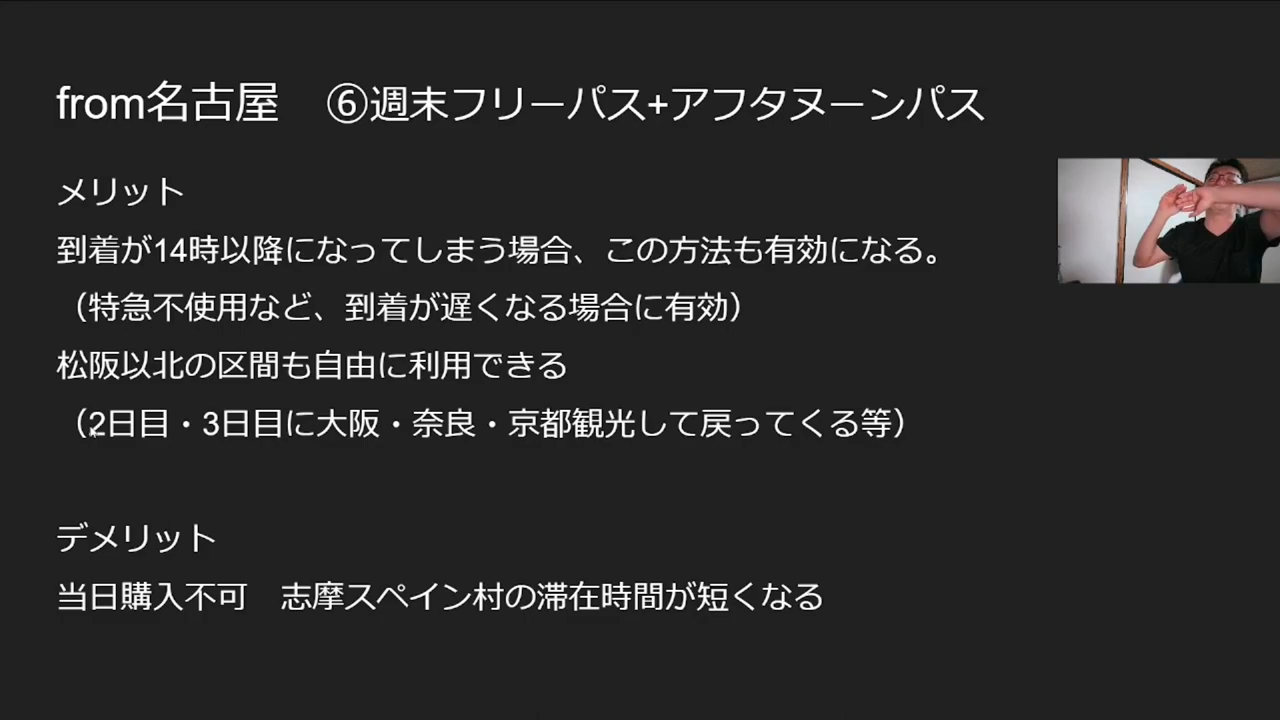 from名古屋　⑥週末フリーパス+アフタヌーンパス
メリット
到着が14時以降になってしまう場合、この方法も有効になる。
（特急不使用など、到着が遅くなる場合に有効）
松阪以北の区間も自由に利用できる
（2日目・3日目に大阪・奈良・京都観光して戻ってくる等）
デメリット
当日購入不可　志摩スペイン村の滞在時間が短くなる